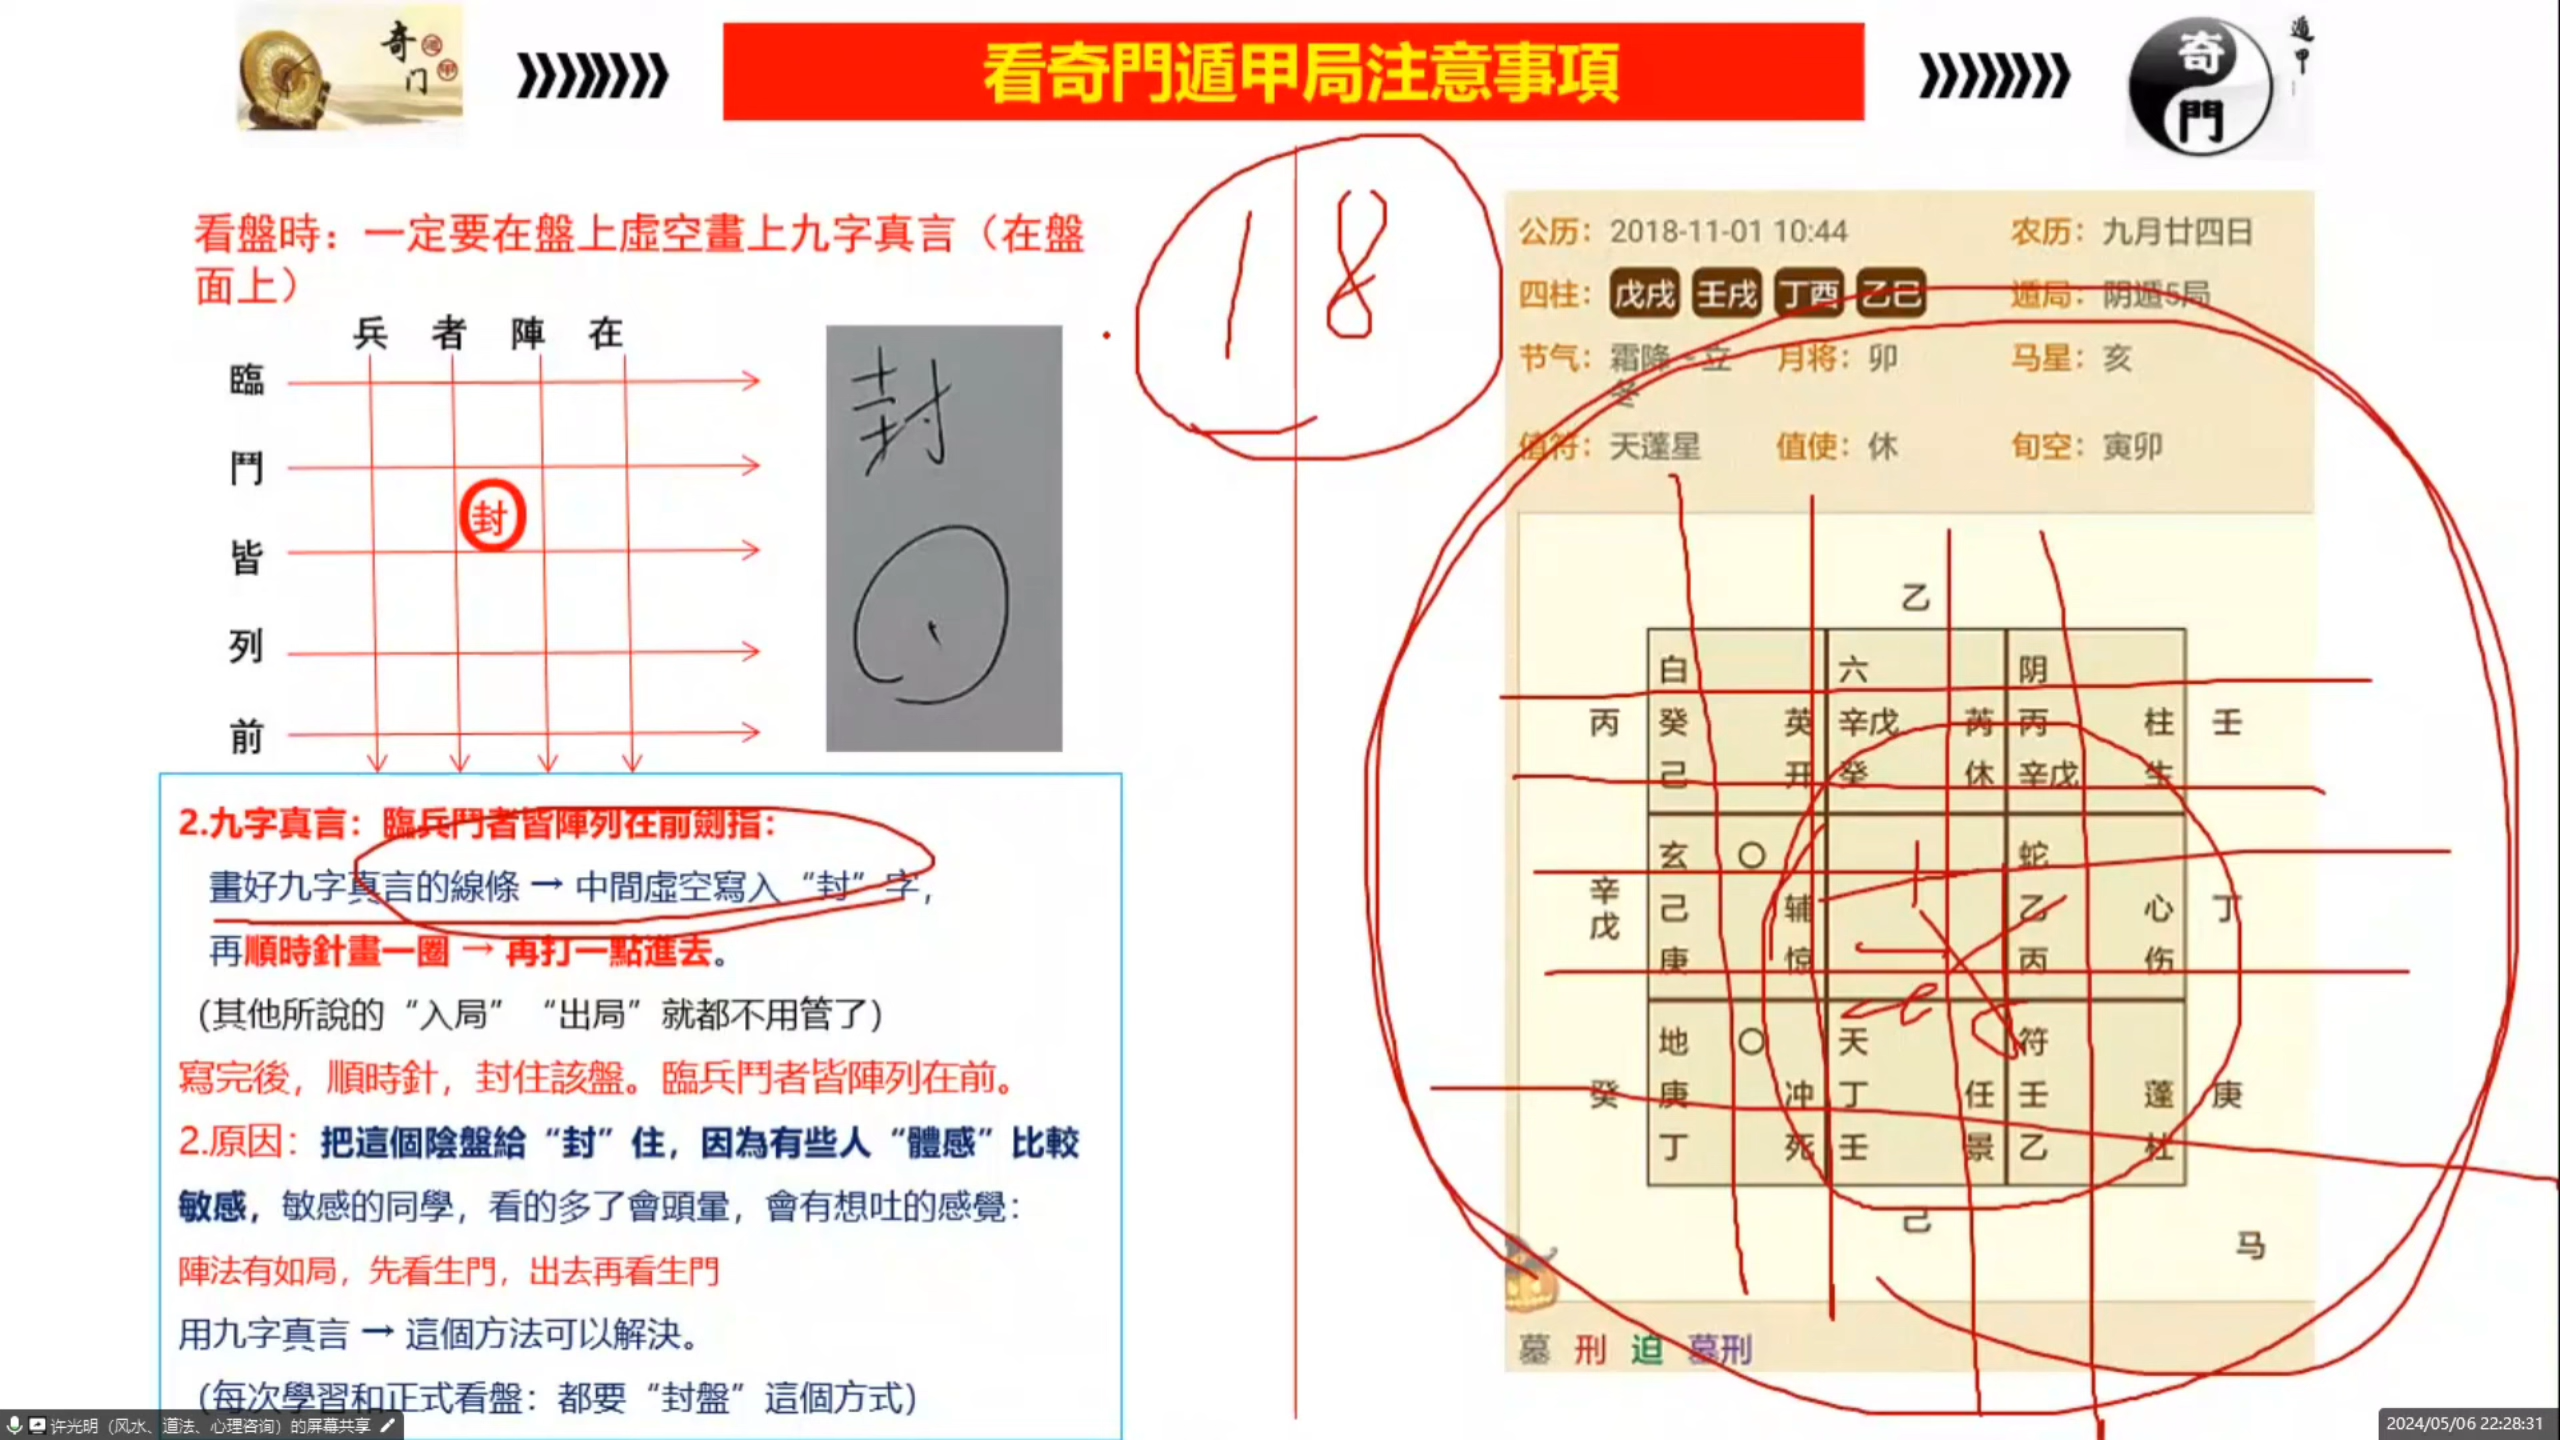 奇
门
遁
甲
看奇門遁甲局注意事項
奇
門
遁
甲
看盤時：一定要在盤上虛空畫上九字真言（在盤
面上）
兵 者 陣 在
臨
鬥
皆
列
前
封
封
18
2.九字真言：臨兵鬥者皆陣列在前劍指：
畫好九字真言的線條 → 中間虛空寫入“封”字，
再順時針畫一圈 → 再打一點進去。
（其他所說的“入局”“出局”就都不用管了）
寫完後，順時針，封住該盤。臨兵鬥者皆陣列在前。
2.原因：把這個陰盤給“封”住，因為有些人“體感”比較
敏感，敏感的同學，看的多了會頭暈，會有想吐的感覺：
陣法有如局，先看生門，出去再看生門
用九字真言 → 這個方法可以解決。
（每次學習和正式看盤：都要“封盤”這個方式）
公历：2018-11-01 10:44 农历：九月廿四日
四柱：戊戌 壬戌 丁酉 乙巳 遁局：阴遁5局
节气：霜降 - 立冬 月将：卯 马星：亥
值符：天蓬星 值使：休 旬空：寅卯
乙
白 六 阴
丙 癸 英 辛戊 芮 丙 柱 壬
己 开 癸 休 辛戊 生
玄 〇 蛇
辛戊 己 辅 乙 心 丁
庚 惊 丙 伤
地 〇 天 符
癸 庚 冲 丁 任 壬 蓬 庚
丁 死 壬 景 乙 杜
己
马
墓 刑 迫 墓刑
许光明（风水、道法、心理咨询）的屏幕共享
2024/05/06 22:28:31